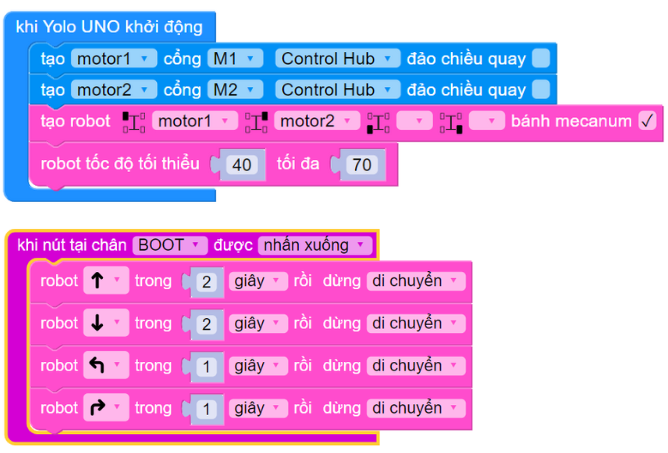 khi Yolo UNO khởi động
tạo motor1 cổng M1 Control Hub đảo chiều quay
tạo motor2 cổng M2 Control Hub đảo chiều quay
tạo robot motor1 motor2 bánh mecanum ✓
robot tốc độ tối thiểu 40 tối đa 70
khi nút tại chân BOOT được nhấn xuống
robot ↑ trong 2 giây rồi dừng di chuyển
robot ↓ trong 2 giây rồi dừng di chuyển
robot ↰ trong 1 giây rồi dừng di chuyển
robot ↱ trong 1 giây rồi dừng di chuyển